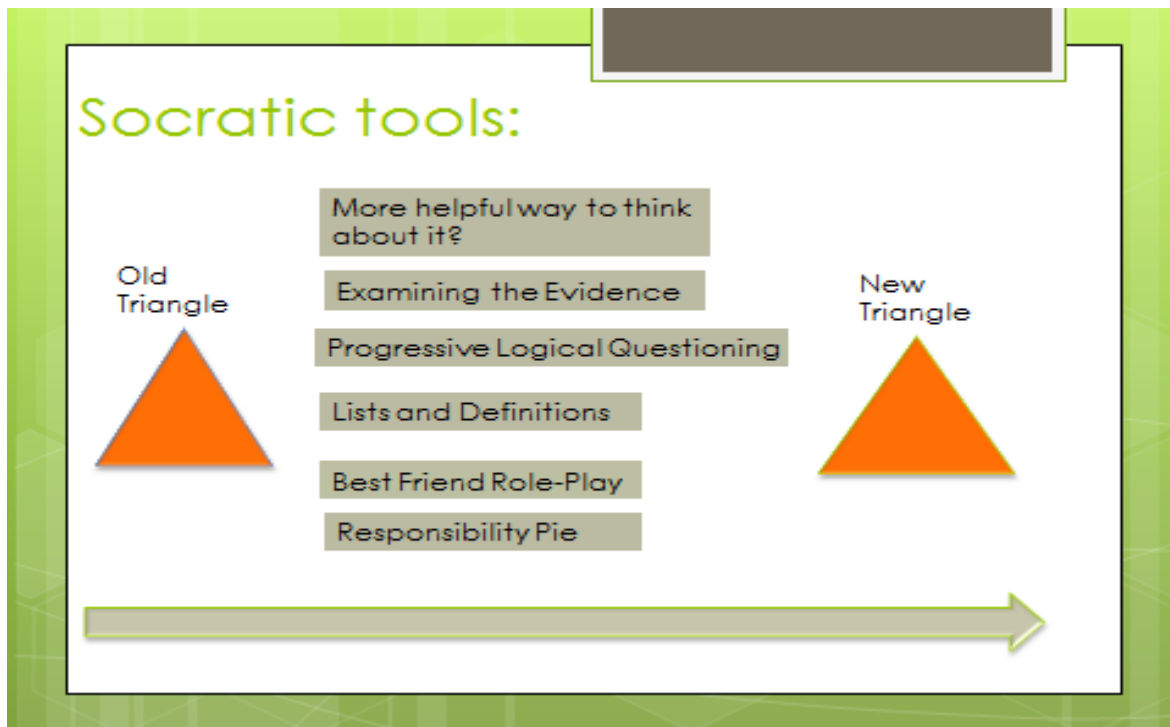 Socratic tools:
More helpful way to think
about it?
Old
Triangle
Examining the Evidence
New
Triangle
Progressive Logical Questioning
Lists and Definitions
Best Friend Role-Play
Responsibility Pie